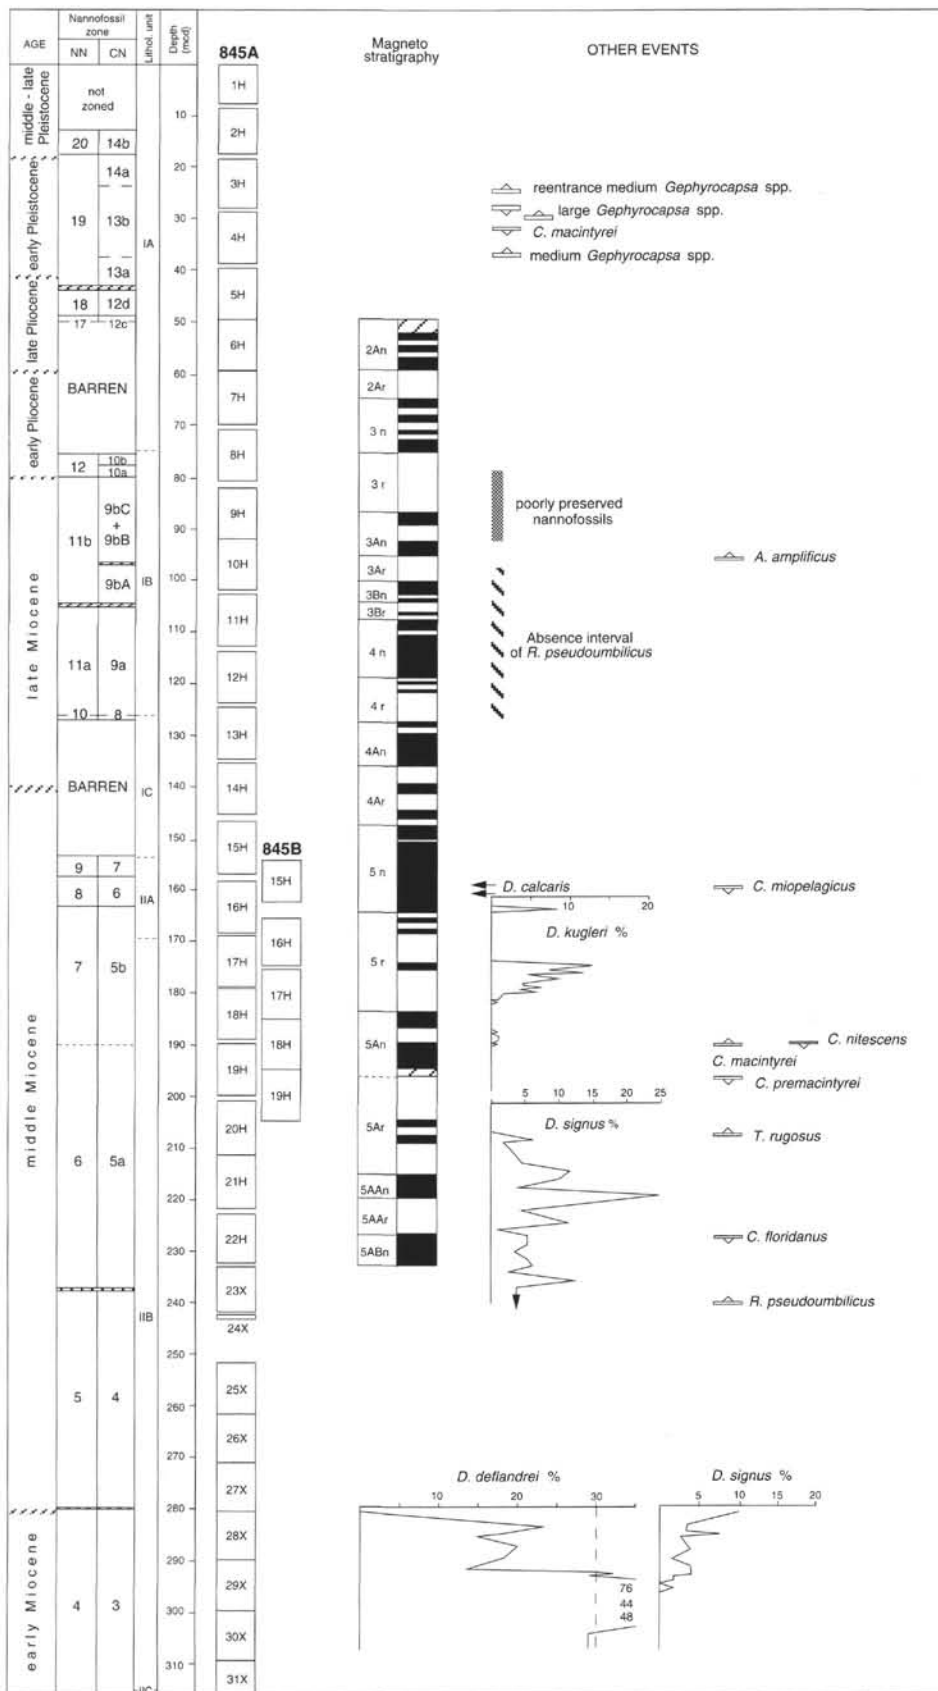 AGE
Nannofossil
zone
NN
CN
Lithol. unit
Depth
(mcd)
845A
Magneto
stratigraphy
OTHER EVENTS
middle - late
Pleistocene
early Pleistocene
late Pliocene
early Pliocene
late Miocene
middle Miocene
early Miocene
not
zoned
20
14b
19
14a
13b
13a
18
12d
17
12c
BARREN
12
10b
10a
11b
9bC
+
9bB
9bA
11a
9a
10
8
BARREN
9
7
8
6
7
5b
6
5a
5
4
4
3
IA
IB
IC
IIA
IIB
IIC
10
20
30
40
50
60
70
80
90
100
110
120
130
140
150
160
170
180
190
200
210
220
230
240
250
260
270
280
290
300
310
1H
2H
3H
4H
5H
6H
7H
8H
9H
10H
11H
12H
13H
14H
15H
16H
17H
18H
19H
20H
21H
22H
23X
24X
25X
26X
27X
28X
29X
30X
31X
845B
15H
16H
17H
18H
19H
2An
2Ar
3 n
3 r
3An
3Ar
3Bn
3Br
4 n
4 r
4An
4Ar
5 n
5 r
5An
5Ar
5AAn
5AAr
5ABn
reentrance medium Gephyrocapsa spp.
large Gephyrocapsa spp.
C. macintyrei
medium Gephyrocapsa spp.
poorly preserved
nannofossils
A. amplificus
Absence interval
of R. pseudoumbilicus
D. calcaris
C. miopelagicus
10 20
D. kugleri %
C. nitescens
C. macintyrei
C. premacintyrei
5 10 15 20 25
D. signus %
T. rugosus
C. floridanus
R. pseudoumbilicus
D. deflandrei %
10 20 30
76
44
48
D. signus %
5 10 15 20